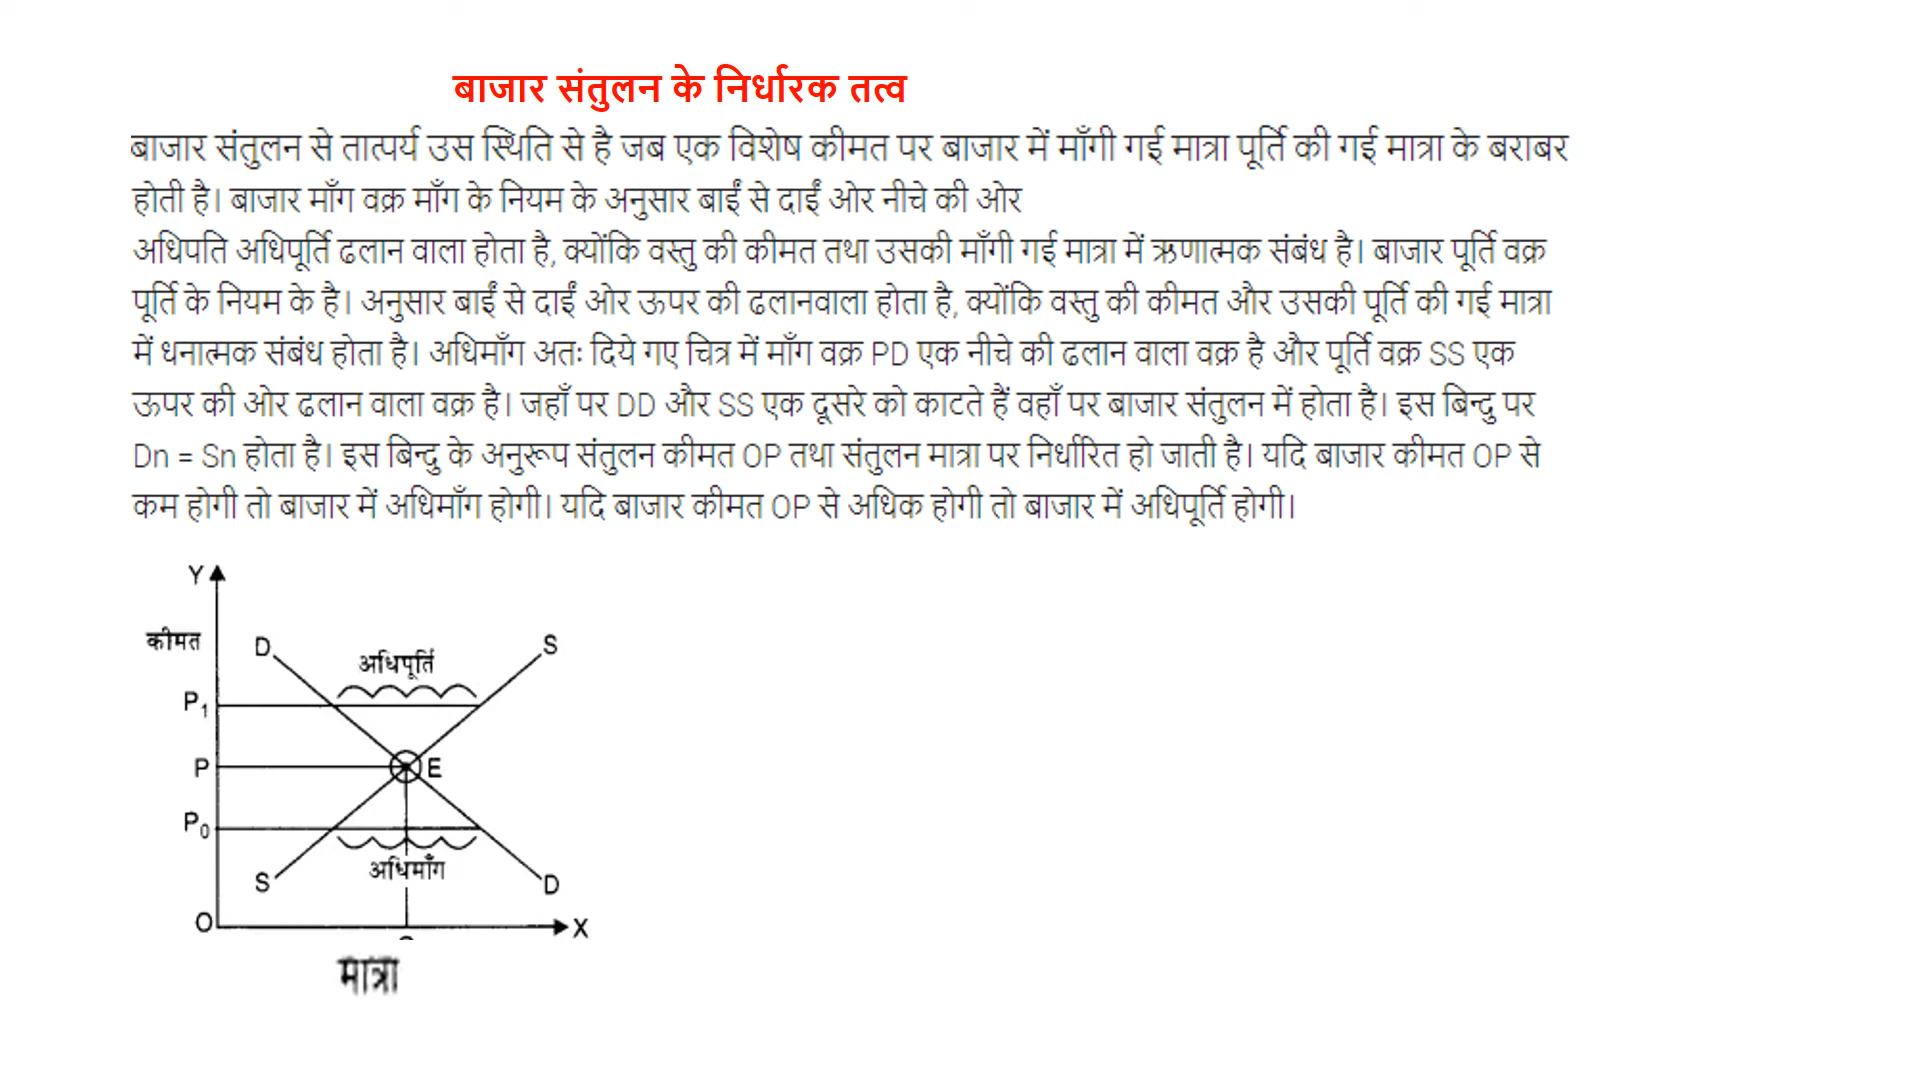 बाजार संतुलन के निर्धारक तत्व
बाजार संतुलन से तात्पर्य उस स्थिति से है जब एक विशेष कीमत पर बाजार में माँगी गई मात्रा पूर्ति की गई मात्रा के बराबर
होती है। बाजार माँग वक्र माँग के नियम के अनुसार बाईं से दाईं ओर नीचे की ओर
अधिपति अधिपूर्ति ढलान वाला होता है, क्योंकि वस्तु की कीमत तथा उसकी माँगी गई मात्रा में ऋणात्मक संबंध है। बाजार पूर्ति वक्र
पूर्ति के नियम के है। अनुसार बाईं से दाईं ओर ऊपर की ढलानवाला होता है, क्योंकि वस्तु की कीमत और उसकी पूर्ति की गई मात्रा
में धनात्मक संबंध होता है। अधिमाँग अतः दिये गए चित्र में माँग वक्र PD एक नीचे की ढलान वाला वक्र है और पूर्ति वक्र SS एक
ऊपर की ओर ढलान वाला वक्र है। जहाँ पर DD और SS एक दूसरे को काटते हैं वहाँ पर बाजार संतुलन में होता है। इस बिन्दु पर
Dn = Sn होता है। इस बिन्दु के अनुरूप संतुलन कीमत OP तथा संतुलन मात्रा पर निर्धारित हो जाती है। यदि बाजार कीमत OP से
कम होगी तो बाजार में अधिमाँग होगी। यदि बाजार कीमत OP से अधिक होगी तो बाजार में अधिपूर्ति होगी।
Y
कीमत
D
S
अधिपूर्ति
P1
P
E
P0
अधिमाँग
S
D
O
X
मात्रा